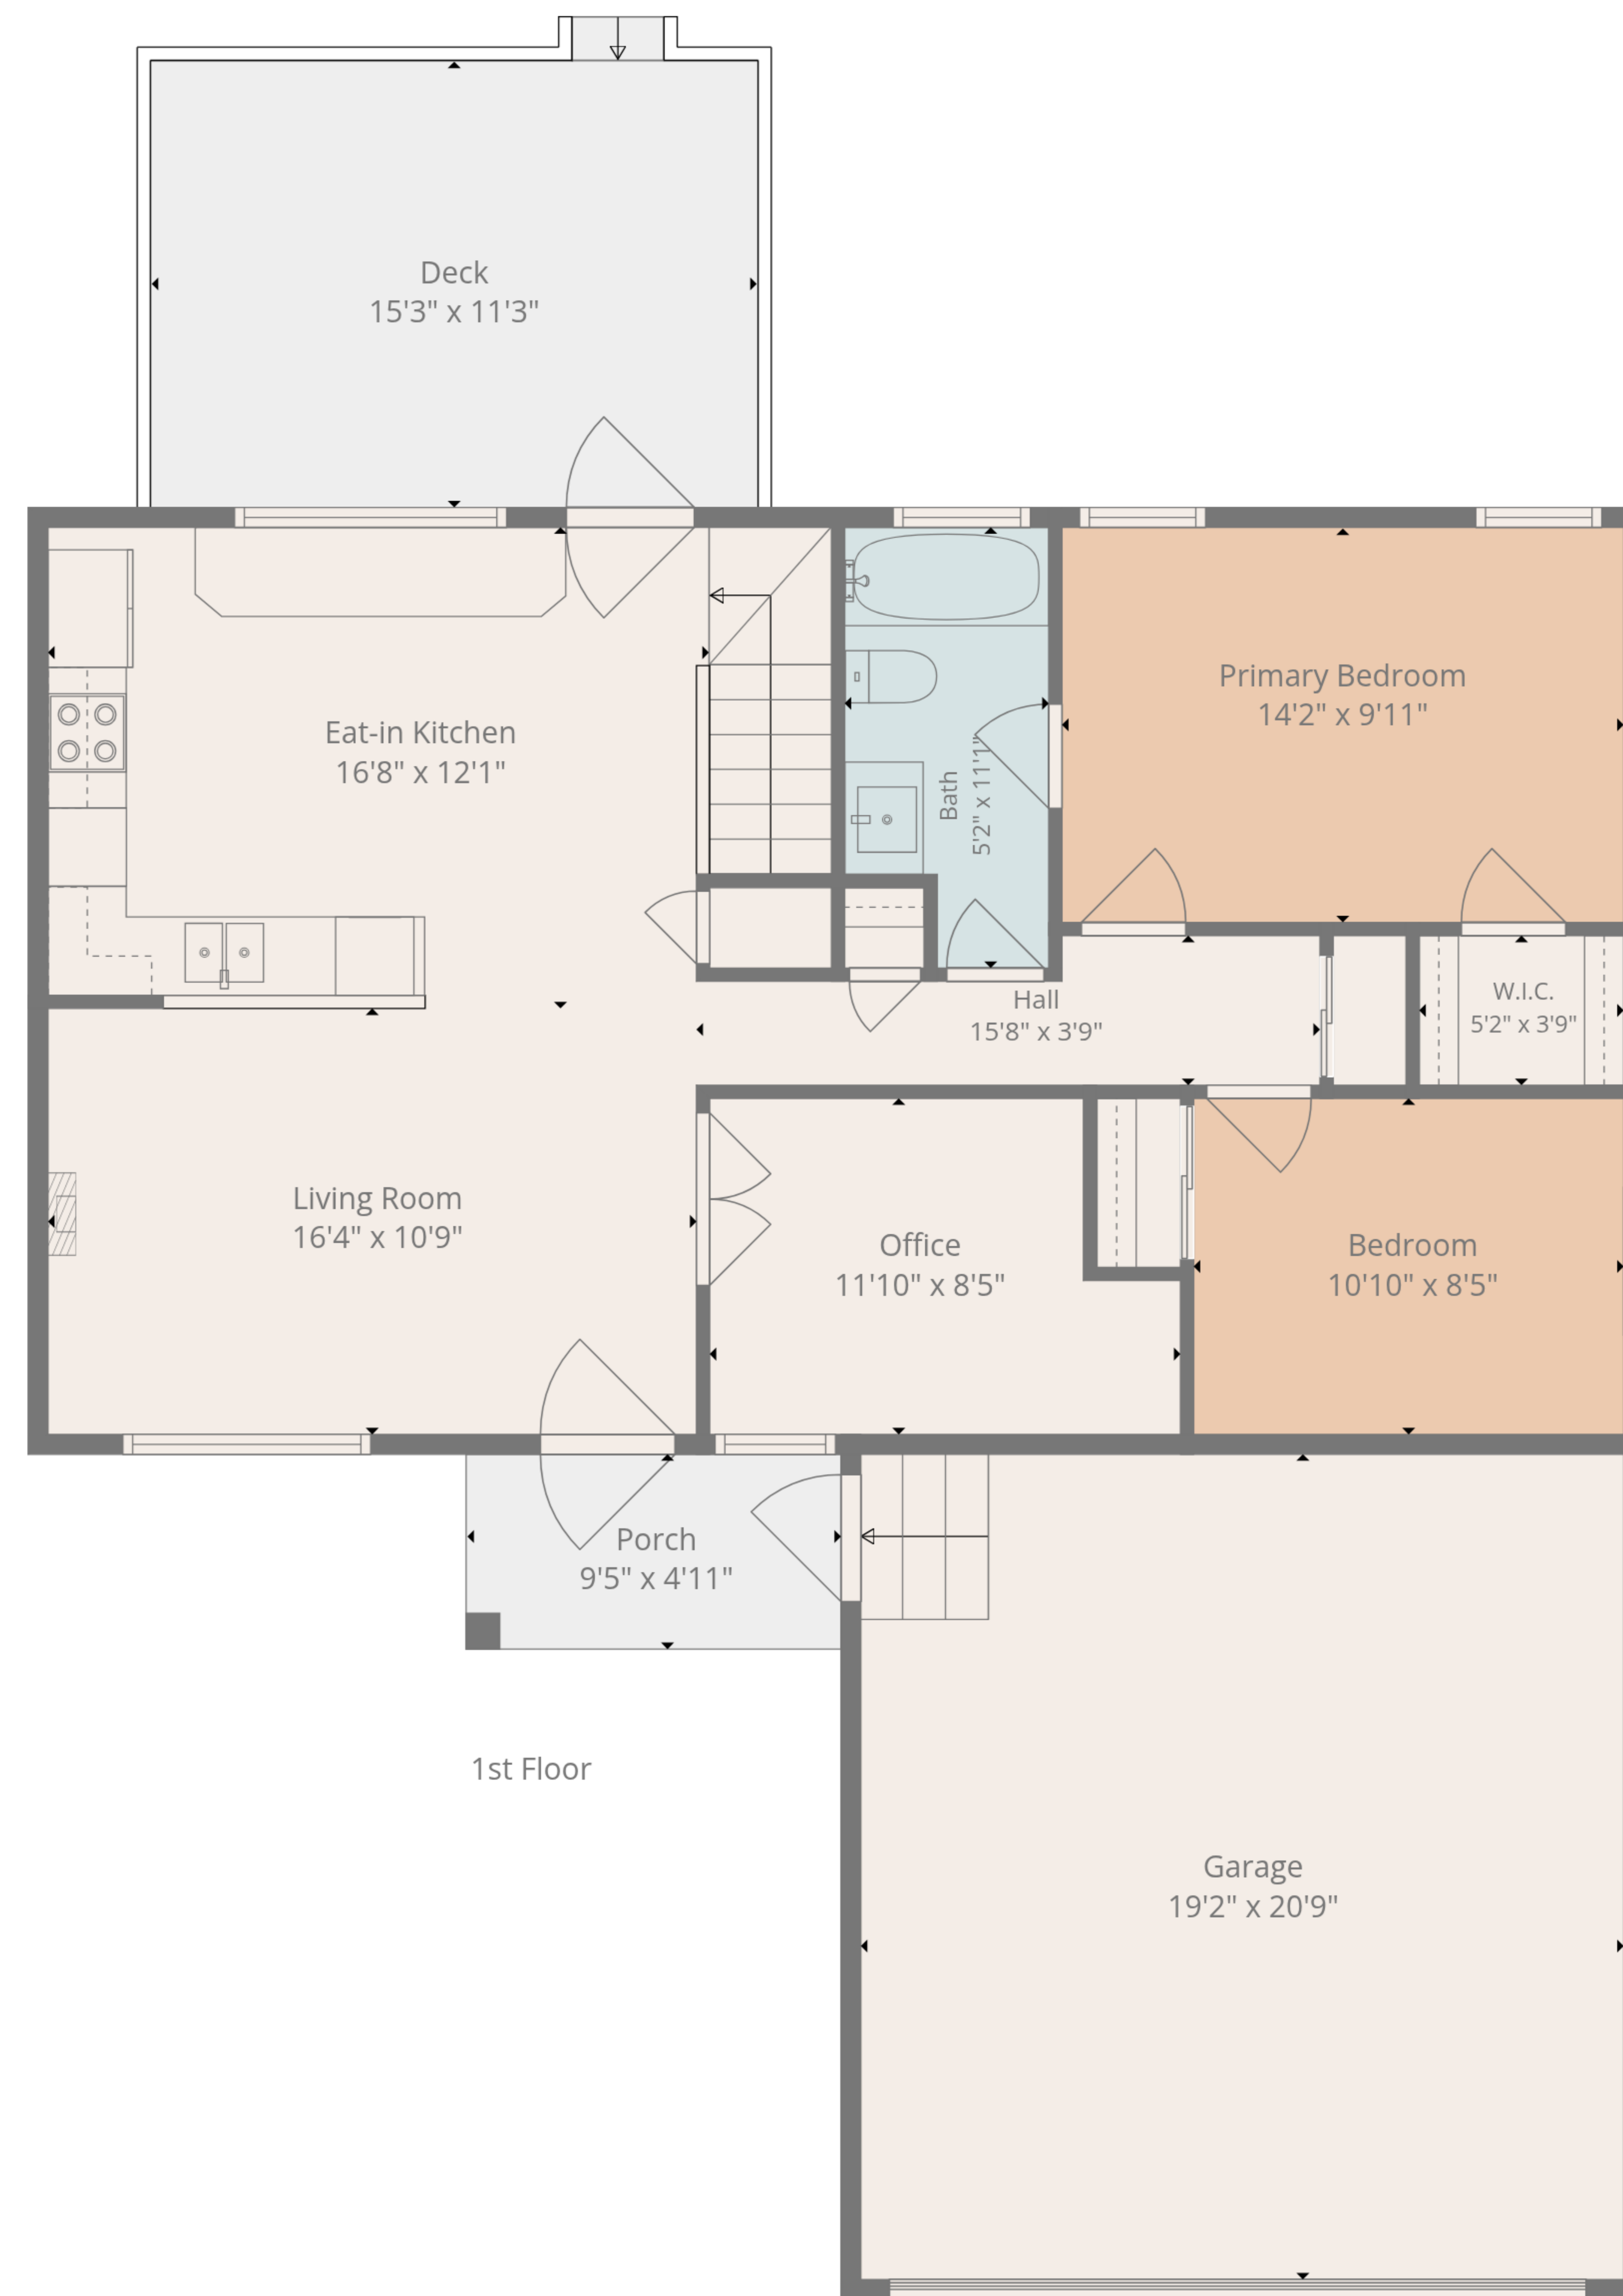 Deck
15'3" x 11'3"
Eat-in Kitchen
16'8" x 12'1"
Bath
5'2" x 11'1"
Primary Bedroom
14'2" x 9'11"
Hall
15'8" x 3'9"
W.I.C.
5'2" x 3'9"
Living Room
16'4" x 10'9"
Office
11'10" x 8'5"
Bedroom
10'10" x 8'5"
Porch
9'5" x 4'11"
1st Floor
Garage
19'2" x 20'9"